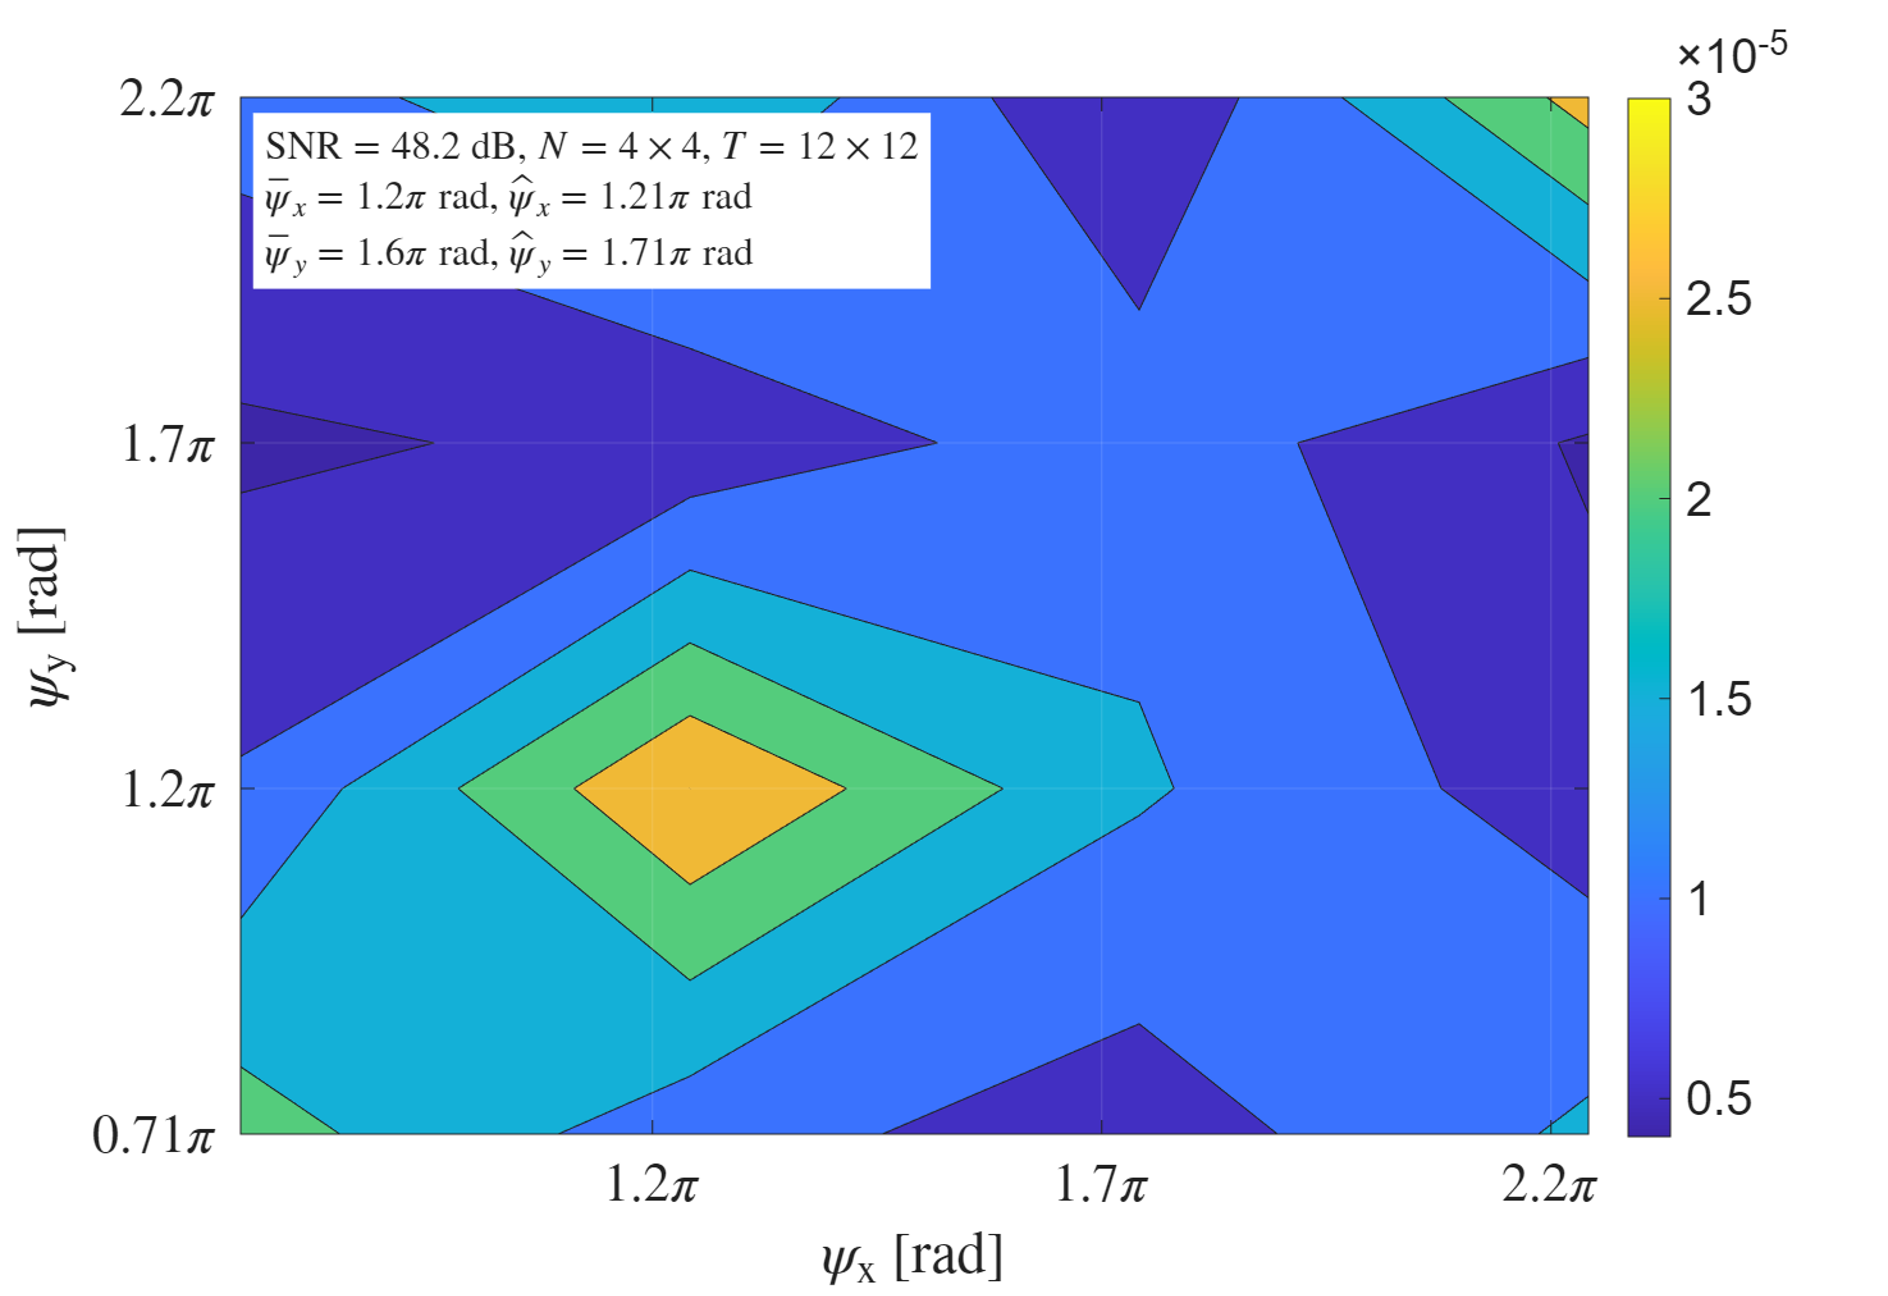 ×10-5
SNR = 48.2 dB, N = 4 × 4, T = 12 × 12
ψ̄x = 1.2π rad, ψ̂x = 1.21π rad
ψ̄y = 1.6π rad, ψ̂y = 1.71π rad
2.2π
1.7π
1.2π
0.71π
ψy [rad]
1.2π
1.7π
2.2π
ψx [rad]
3
2.5
2
1.5
1
0.5